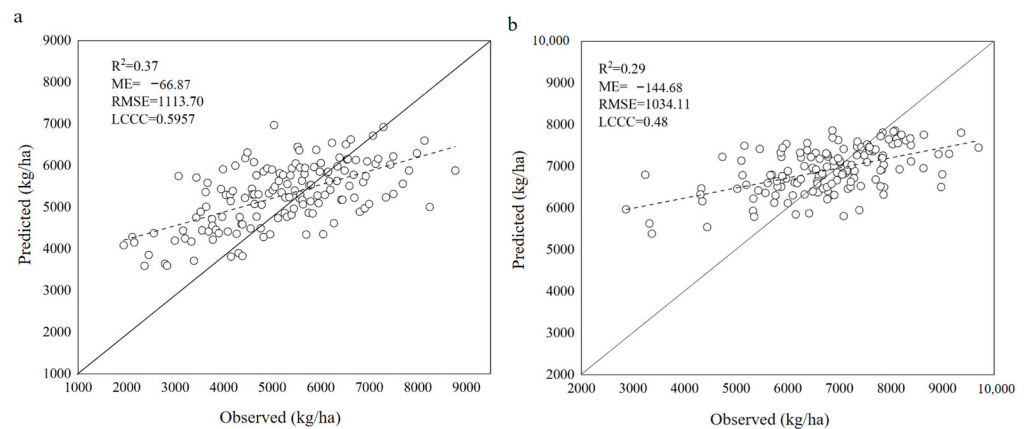 a
9000
8000
7000
6000
5000
4000
3000
2000
1000
R²=0.37
ME= −66.87
RMSE=1113.70
LCCC=0.5957
Predicted (kg/ha)
1000 2000 3000 4000 5000 6000 7000 8000 9000
Observed (kg/ha)
b
10,000
9000
8000
7000
6000
5000
4000
3000
2000
R²=0.29
ME= −144.68
RMSE=1034.11
LCCC=0.48
Predicted (kg/ha)
2000 3000 4000 5000 6000 7000 8000 9000 10,000
Observed (kg/ha)